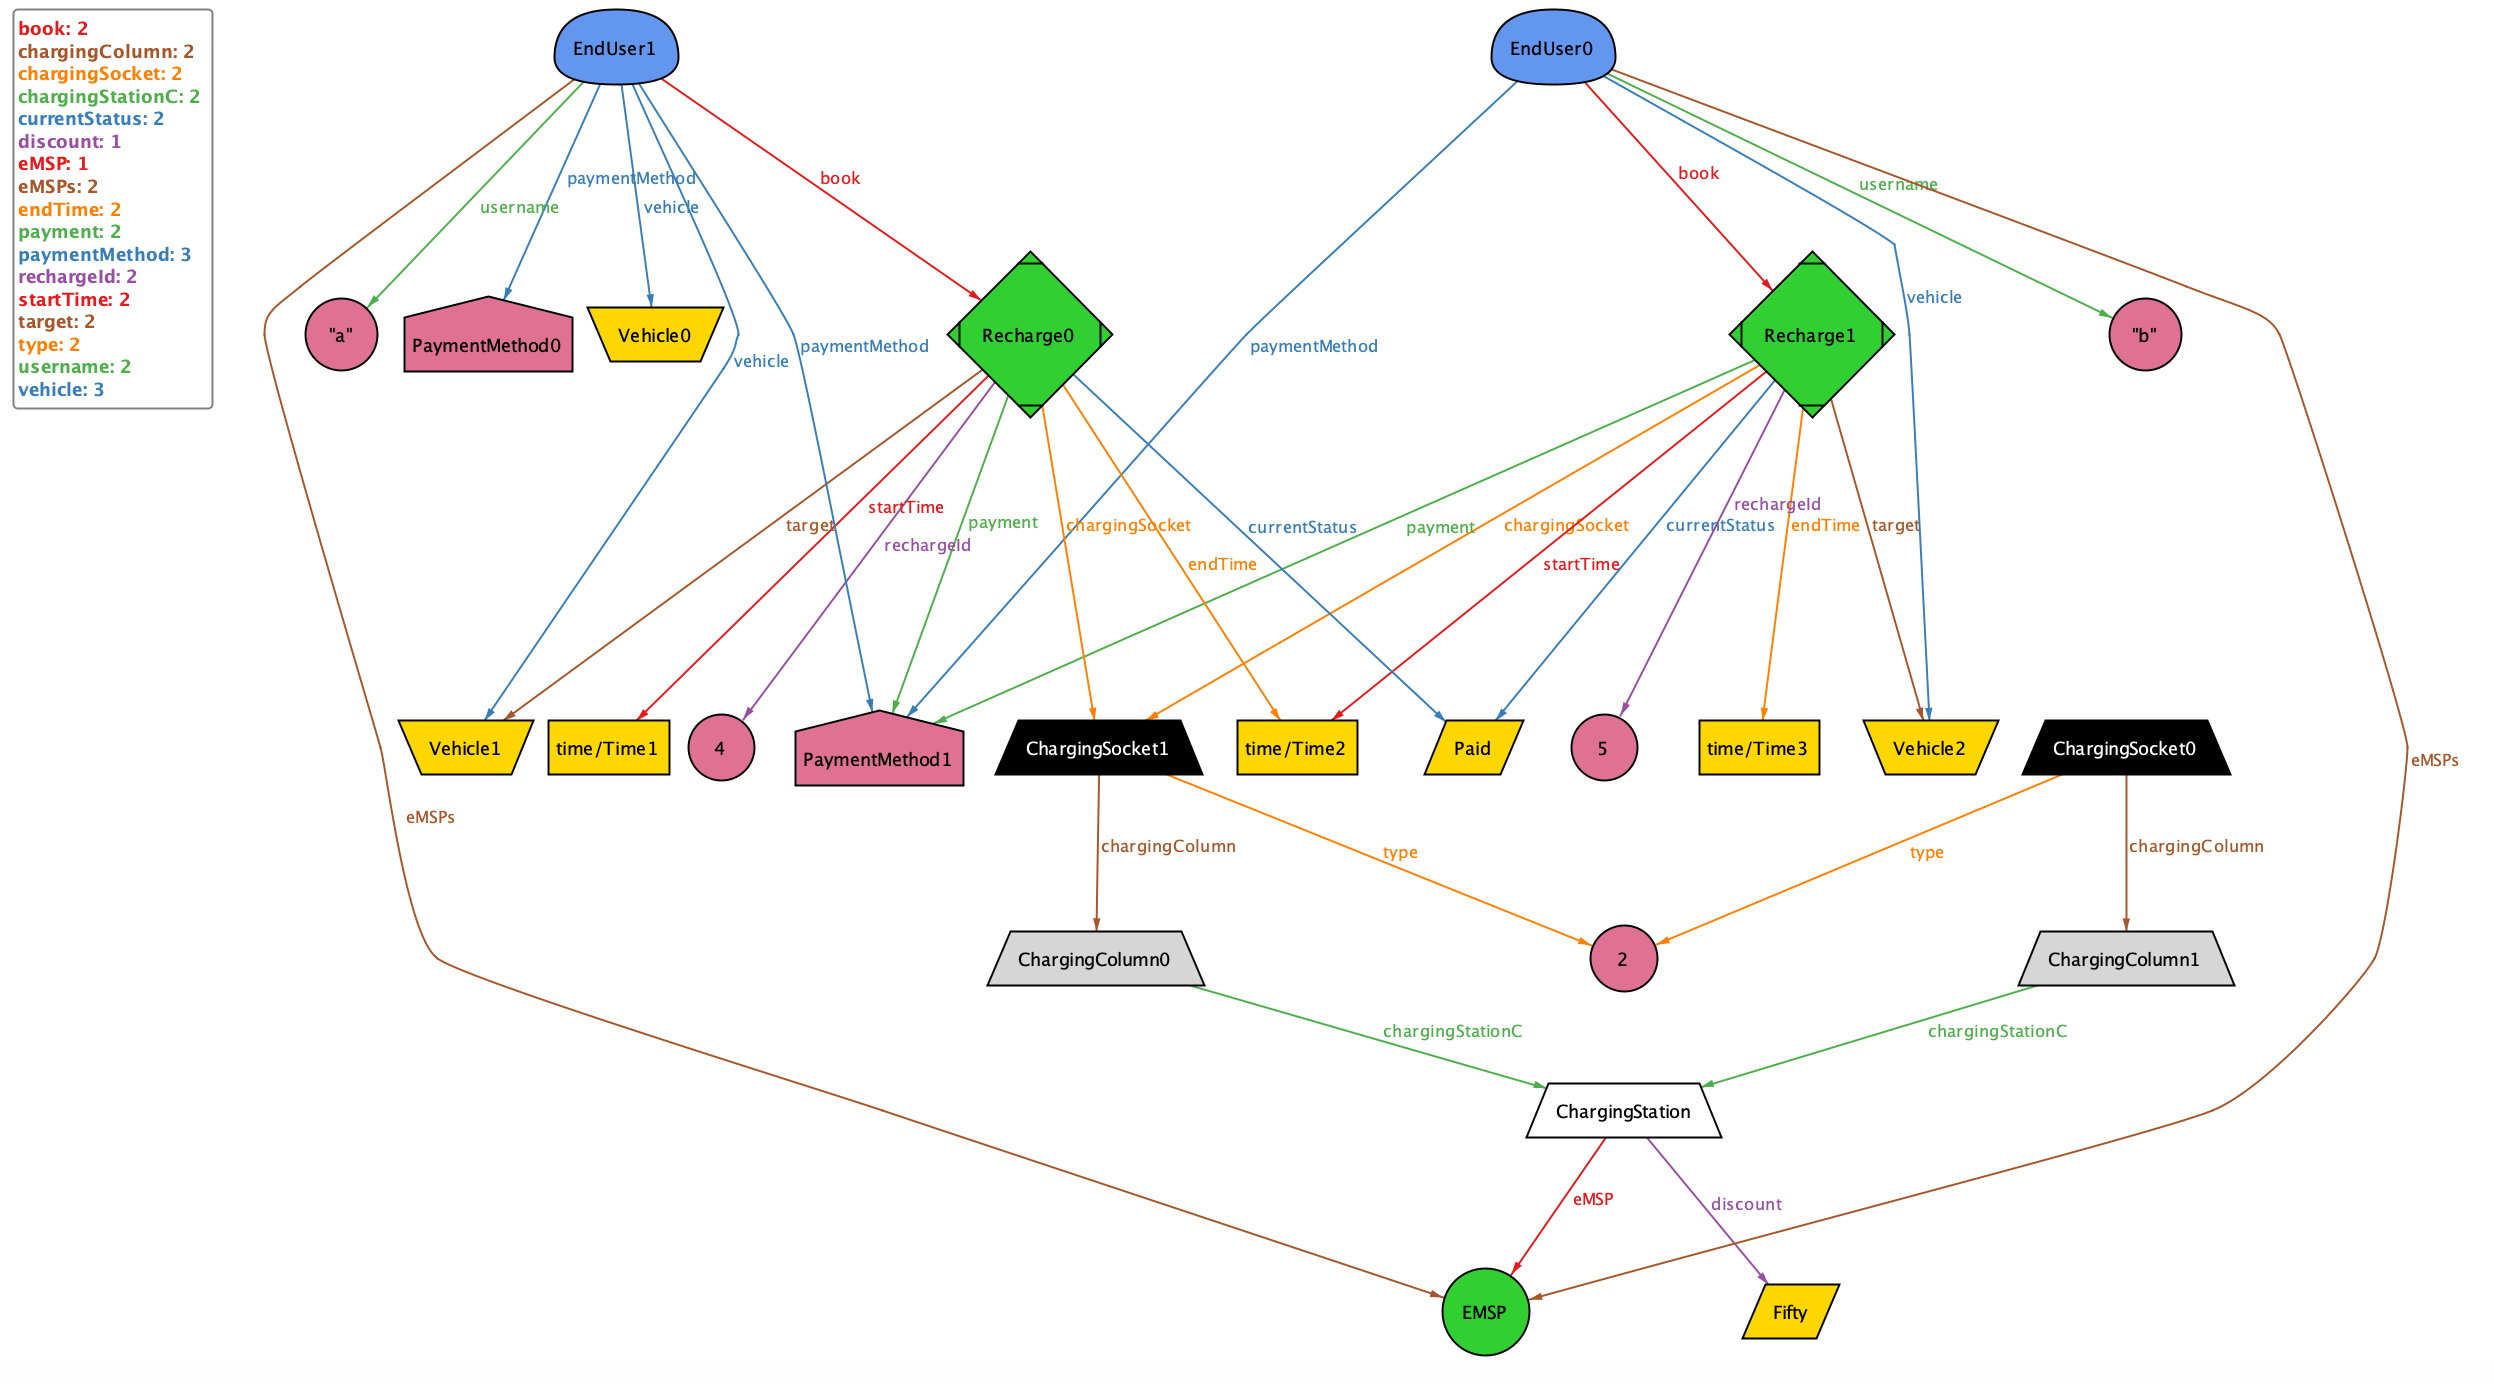 book: 2
chargingColumn: 2
chargingSocket: 2
chargingStationC: 2
currentStatus: 2
discount: 1
eMSP: 1
eMSPs: 2
endTime: 2
payment: 2
paymentMethod: 3
rechargeId: 2
startTime: 2
target: 2
type: 2
username: 2
vehicle: 3
EndUser1
EndUser0
book
paymentMethod
book
username
username
vehicle
vehicle
"a"
PaymentMethod0
Vehicle0
Recharge0
Recharge1
"b"
vehicle
paymentMethod
paymentMethod
target
startTime
rechargeId
payment
chargingSocket
endTime
currentStatus
payment
chargingSocket
startTime
currentStatus
rechargeId
endTime
target
Vehicle1
time/Time1
4
PaymentMethod1
ChargingSocket1
time/Time2
Paid
5
time/Time3
Vehicle2
ChargingSocket0
eMSPs
eMSPs
chargingColumn
type
type
chargingColumn
ChargingColumn0
2
ChargingColumn1
chargingStationC
chargingStationC
ChargingStation
eMSP
discount
EMSP
Fifty